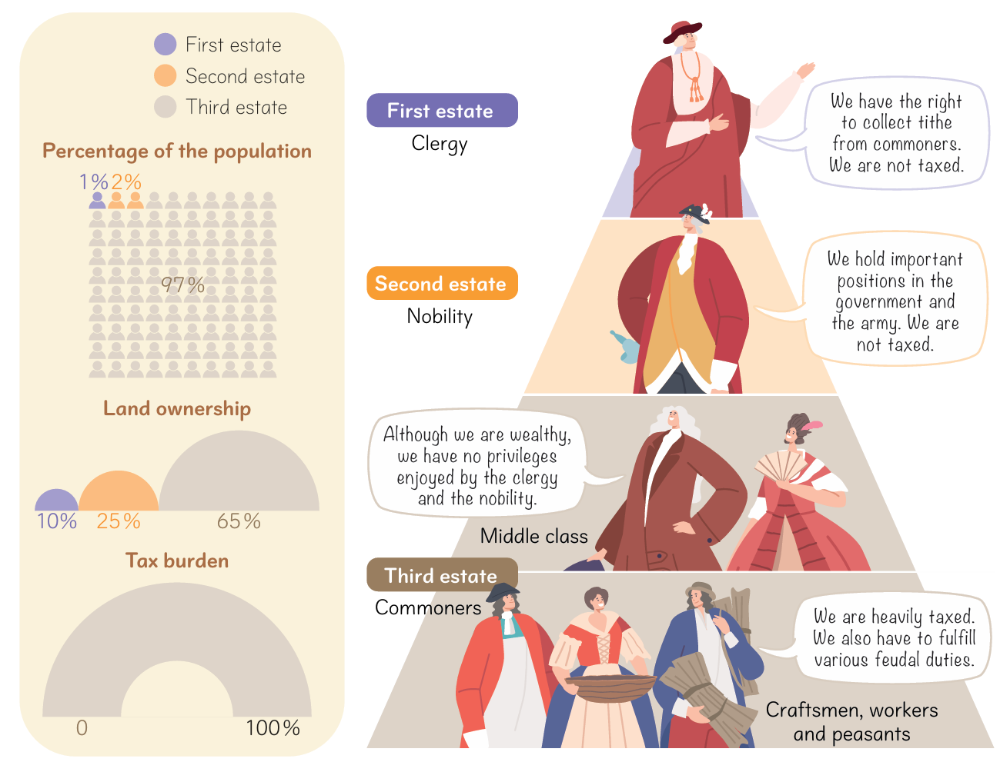 First estate
Second estate
Third estate
Percentage of the population
1% 2%
97%
Land ownership
10% 25% 65%
Tax burden
0 100%
First estate
Clergy
We have the right
to collect tithe
from commoners.
We are not taxed.
Second estate
Nobility
We hold important
positions in the
government and
the army. We are
not taxed.
Although we are wealthy,
we have no privileges
enjoyed by the clergy
and the nobility.
Middle class
Third estate
Commoners
We are heavily taxed.
We also have to fulfill
various feudal duties.
Craftsmen, workers
and peasants